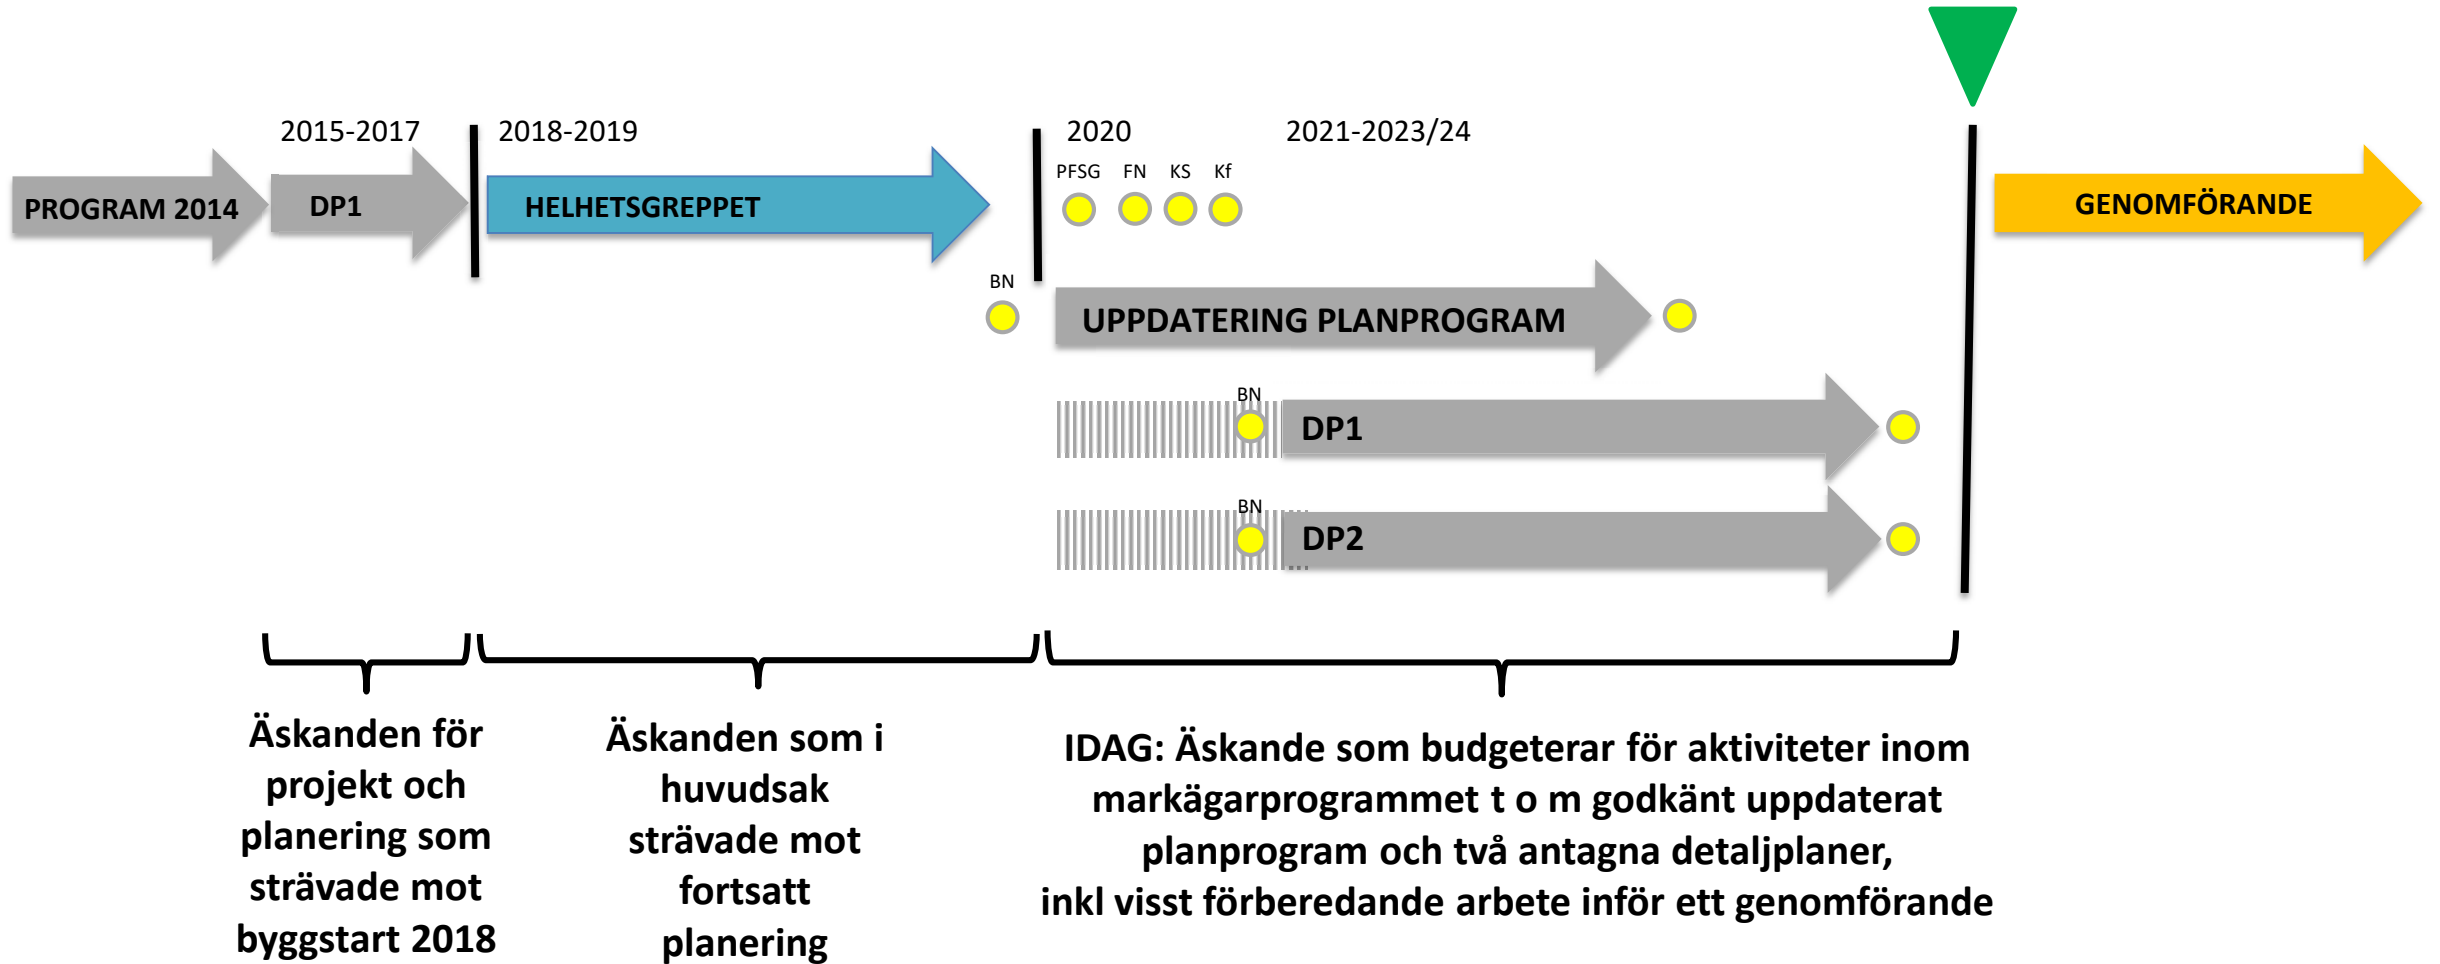 2015-2017
2018-2019
2020
2021-2023/24
PFSG
FN
KS
Kf
PROGRAM 2014
DP1
HELHETSGREPPET
GENOMFÖRANDE
BN
UPPDATERING PLANPROGRAM
BN
DP1
BN
DP2
Äskanden för
projekt och
planering som
strävade mot
byggstart 2018
Äskanden som i
huvudsak
strävade mot
fortsatt
planering
IDAG: Äskande som budgeterar för aktiviteter inom
markägarprogrammet t o m godkänt uppdaterat
planprogram och två antagna detaljplaner,
inkl visst förberedande arbete inför ett genomförande